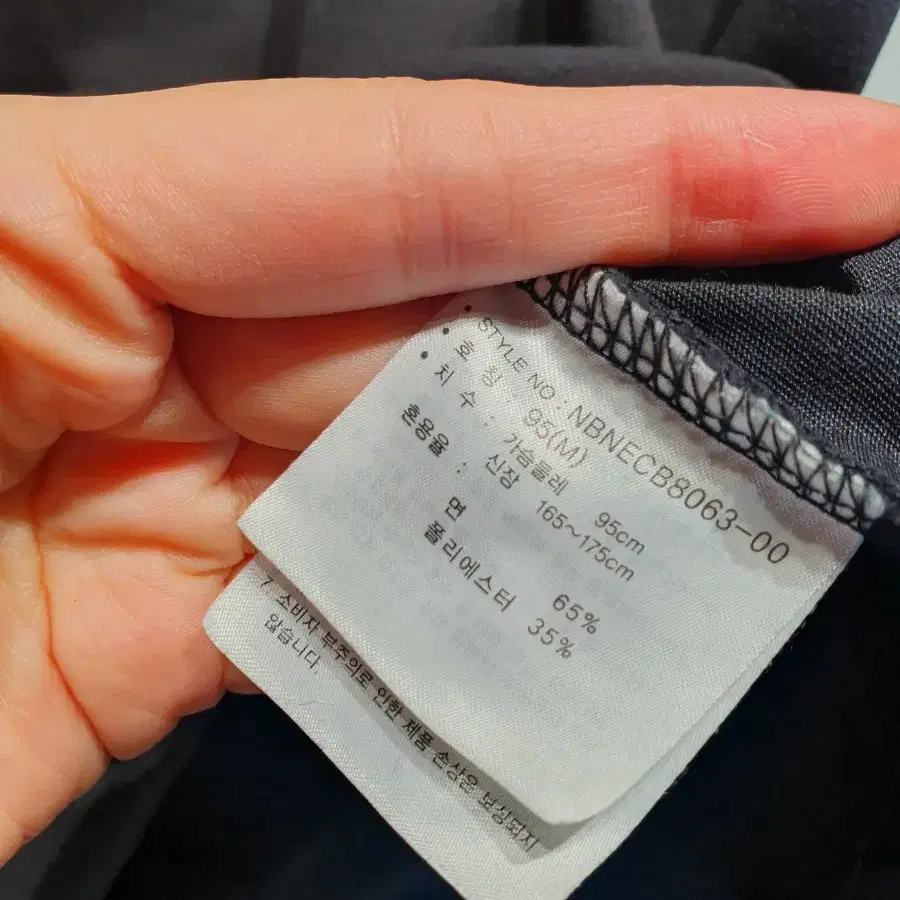 • STYLE NO : NBNECB8063-00
• 호 칭 : 95(M)
• 치 수 : 가슴둘레 95cm
신장 165~175cm
혼용율 : 면 65%
폴리에스터 35%
7. 소비자 부주의로 인한 제품 손상은 보상되지
않습니다.